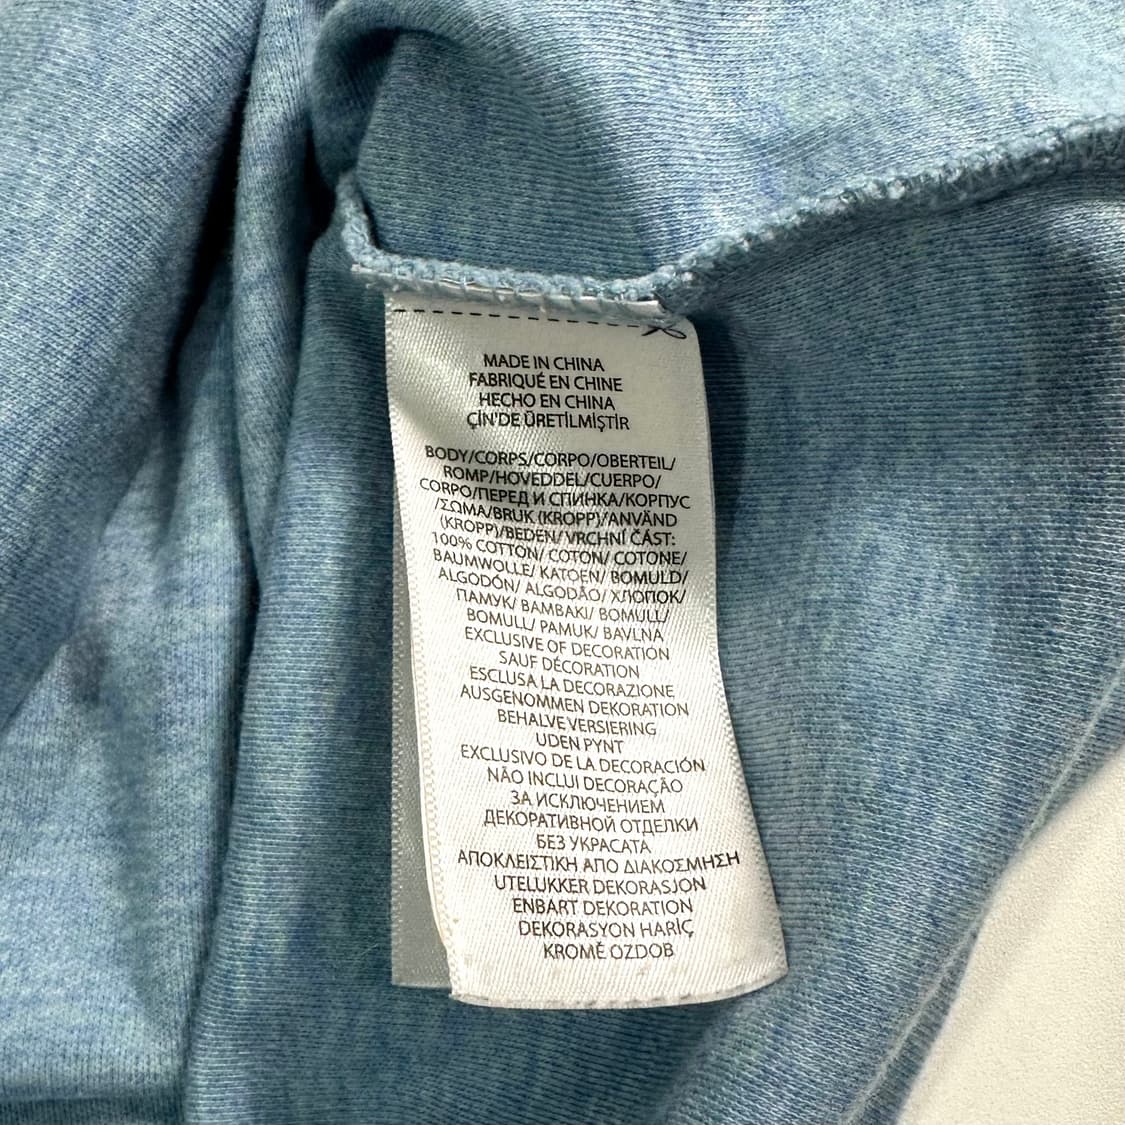 MADE IN CHINA
FABRIQUÉ EN CHINE
HECHO EN CHINA
ÇİN'DE ÜRETİLMİŞTİR
BODY/CORPS/CORPO/OBERTEIL/
ROMP/HOVEDDEL/CUERPO/
CORPO/ПЕРЕД И СПИНКА/КОРПУС
/ΣΩΜΑ/BRUK (KROPP)/ANVÄND
(KROPP)/BEDEN/ VRCHNÍ ČÁST:
100% COTTON/ COTON/ COTONE/
BAUMWOLLE/ KATOEN/ BOMULD/
ALGODÓN/ ALGODÃO/ ХЛОПОК/
ПАМУК/ ΒΑΜΒΑΚΙ/ BOMULL/
BOMULL/ PAMUK/ BAVLNA
EXCLUSIVE OF DECORATION
SAUF DÉCORATION
ESCLUSA LA DECORAZIONE
AUSGENOMMEN DEKORATION
BEHALVE VERSIERING
UDEN PYNT
EXCLUSIVO DE LA DECORACIÓN
NÃO INCLUI DECORAÇÃO
ЗА ИСКЛЮЧЕНИЕМ
ДЕКОРАТИВНОЙ ОТДЕЛКИ
БЕЗ УКРАСАТА
ΑΠΟΚΛΕΙΣΤΙΚΗ ΑΠΟ ΔΙΑΚΟΣΜΗΣΗ
UTELUKKER DEKORASJON
ENBART DEKORATION
DEKORASYON HARİÇ
KROMĚ OZDOB